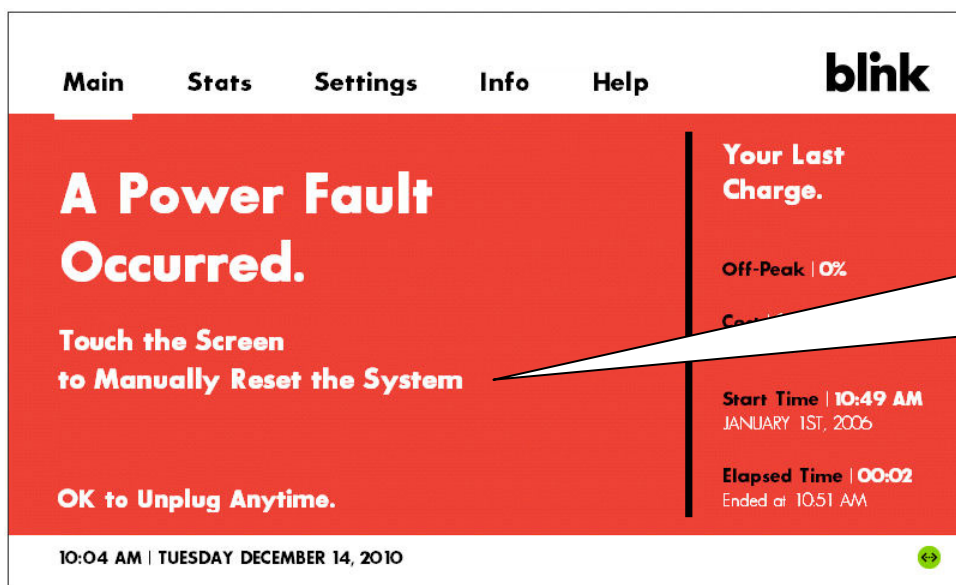 Main Stats Settings Info Help blink
A Power Fault
Occurred.
Touch the Screen
to Manually Reset the System
OK to Unplug Anytime.
Your Last
Charge.
Off-Peak | 0%
Start Time | 10:49 AM
JANUARY 1ST, 2006
Elapsed Time | 00:02
Ended at 10:51 AM
10:04 AM | TUESDAY DECEMBER 14, 2010